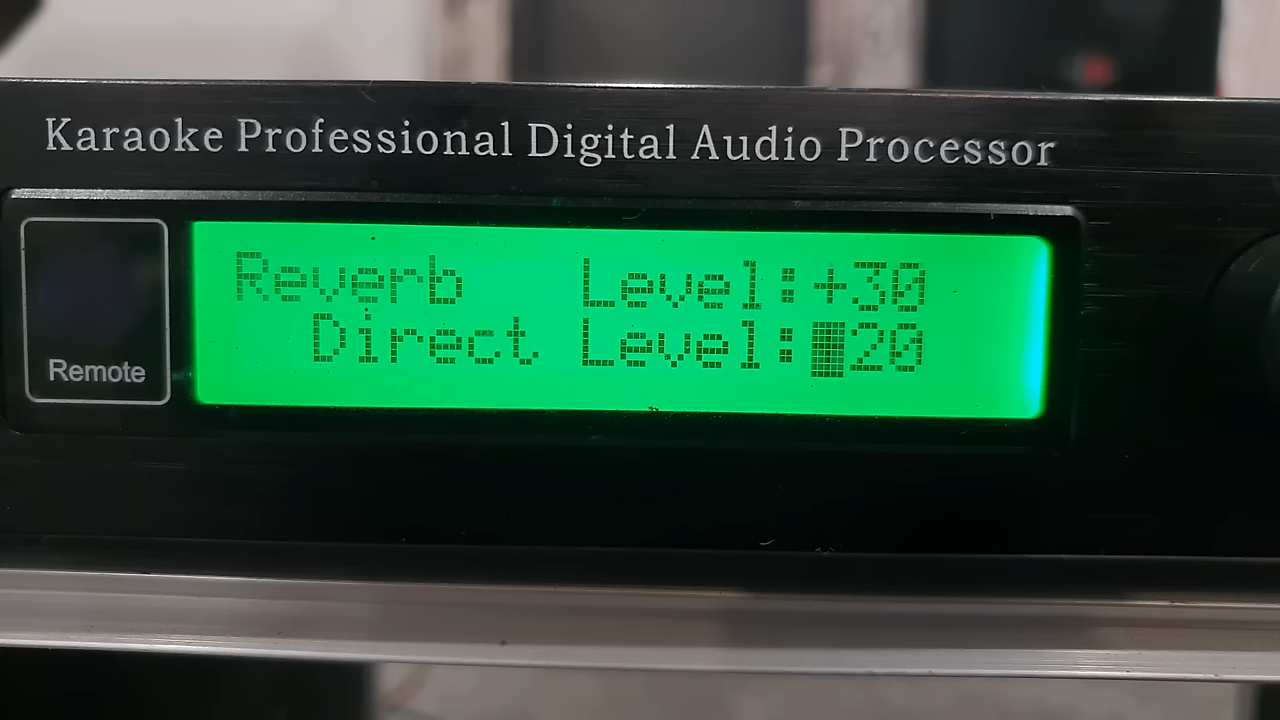 Karaoke Professional Digital Audio Processor
Remote
Reverb Level:+30
Direct Level:█20